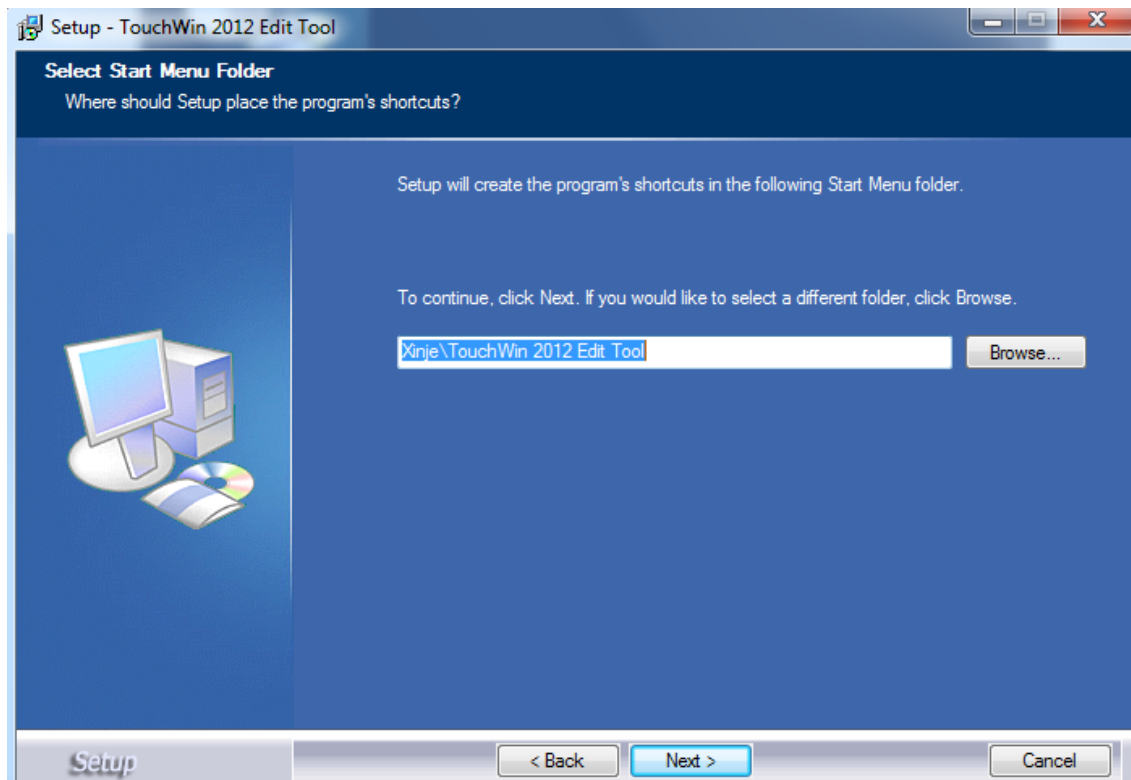 Setup - TouchWin 2012 Edit Tool
Select Start Menu Folder
Where should Setup place the program's shortcuts?
Setup will create the program's shortcuts in the following Start Menu folder.
To continue, click Next. If you would like to select a different folder, click Browse.
Xinje\TouchWin 2012 Edit Tool
Browse...
Setup
< Back
Next >
Cancel